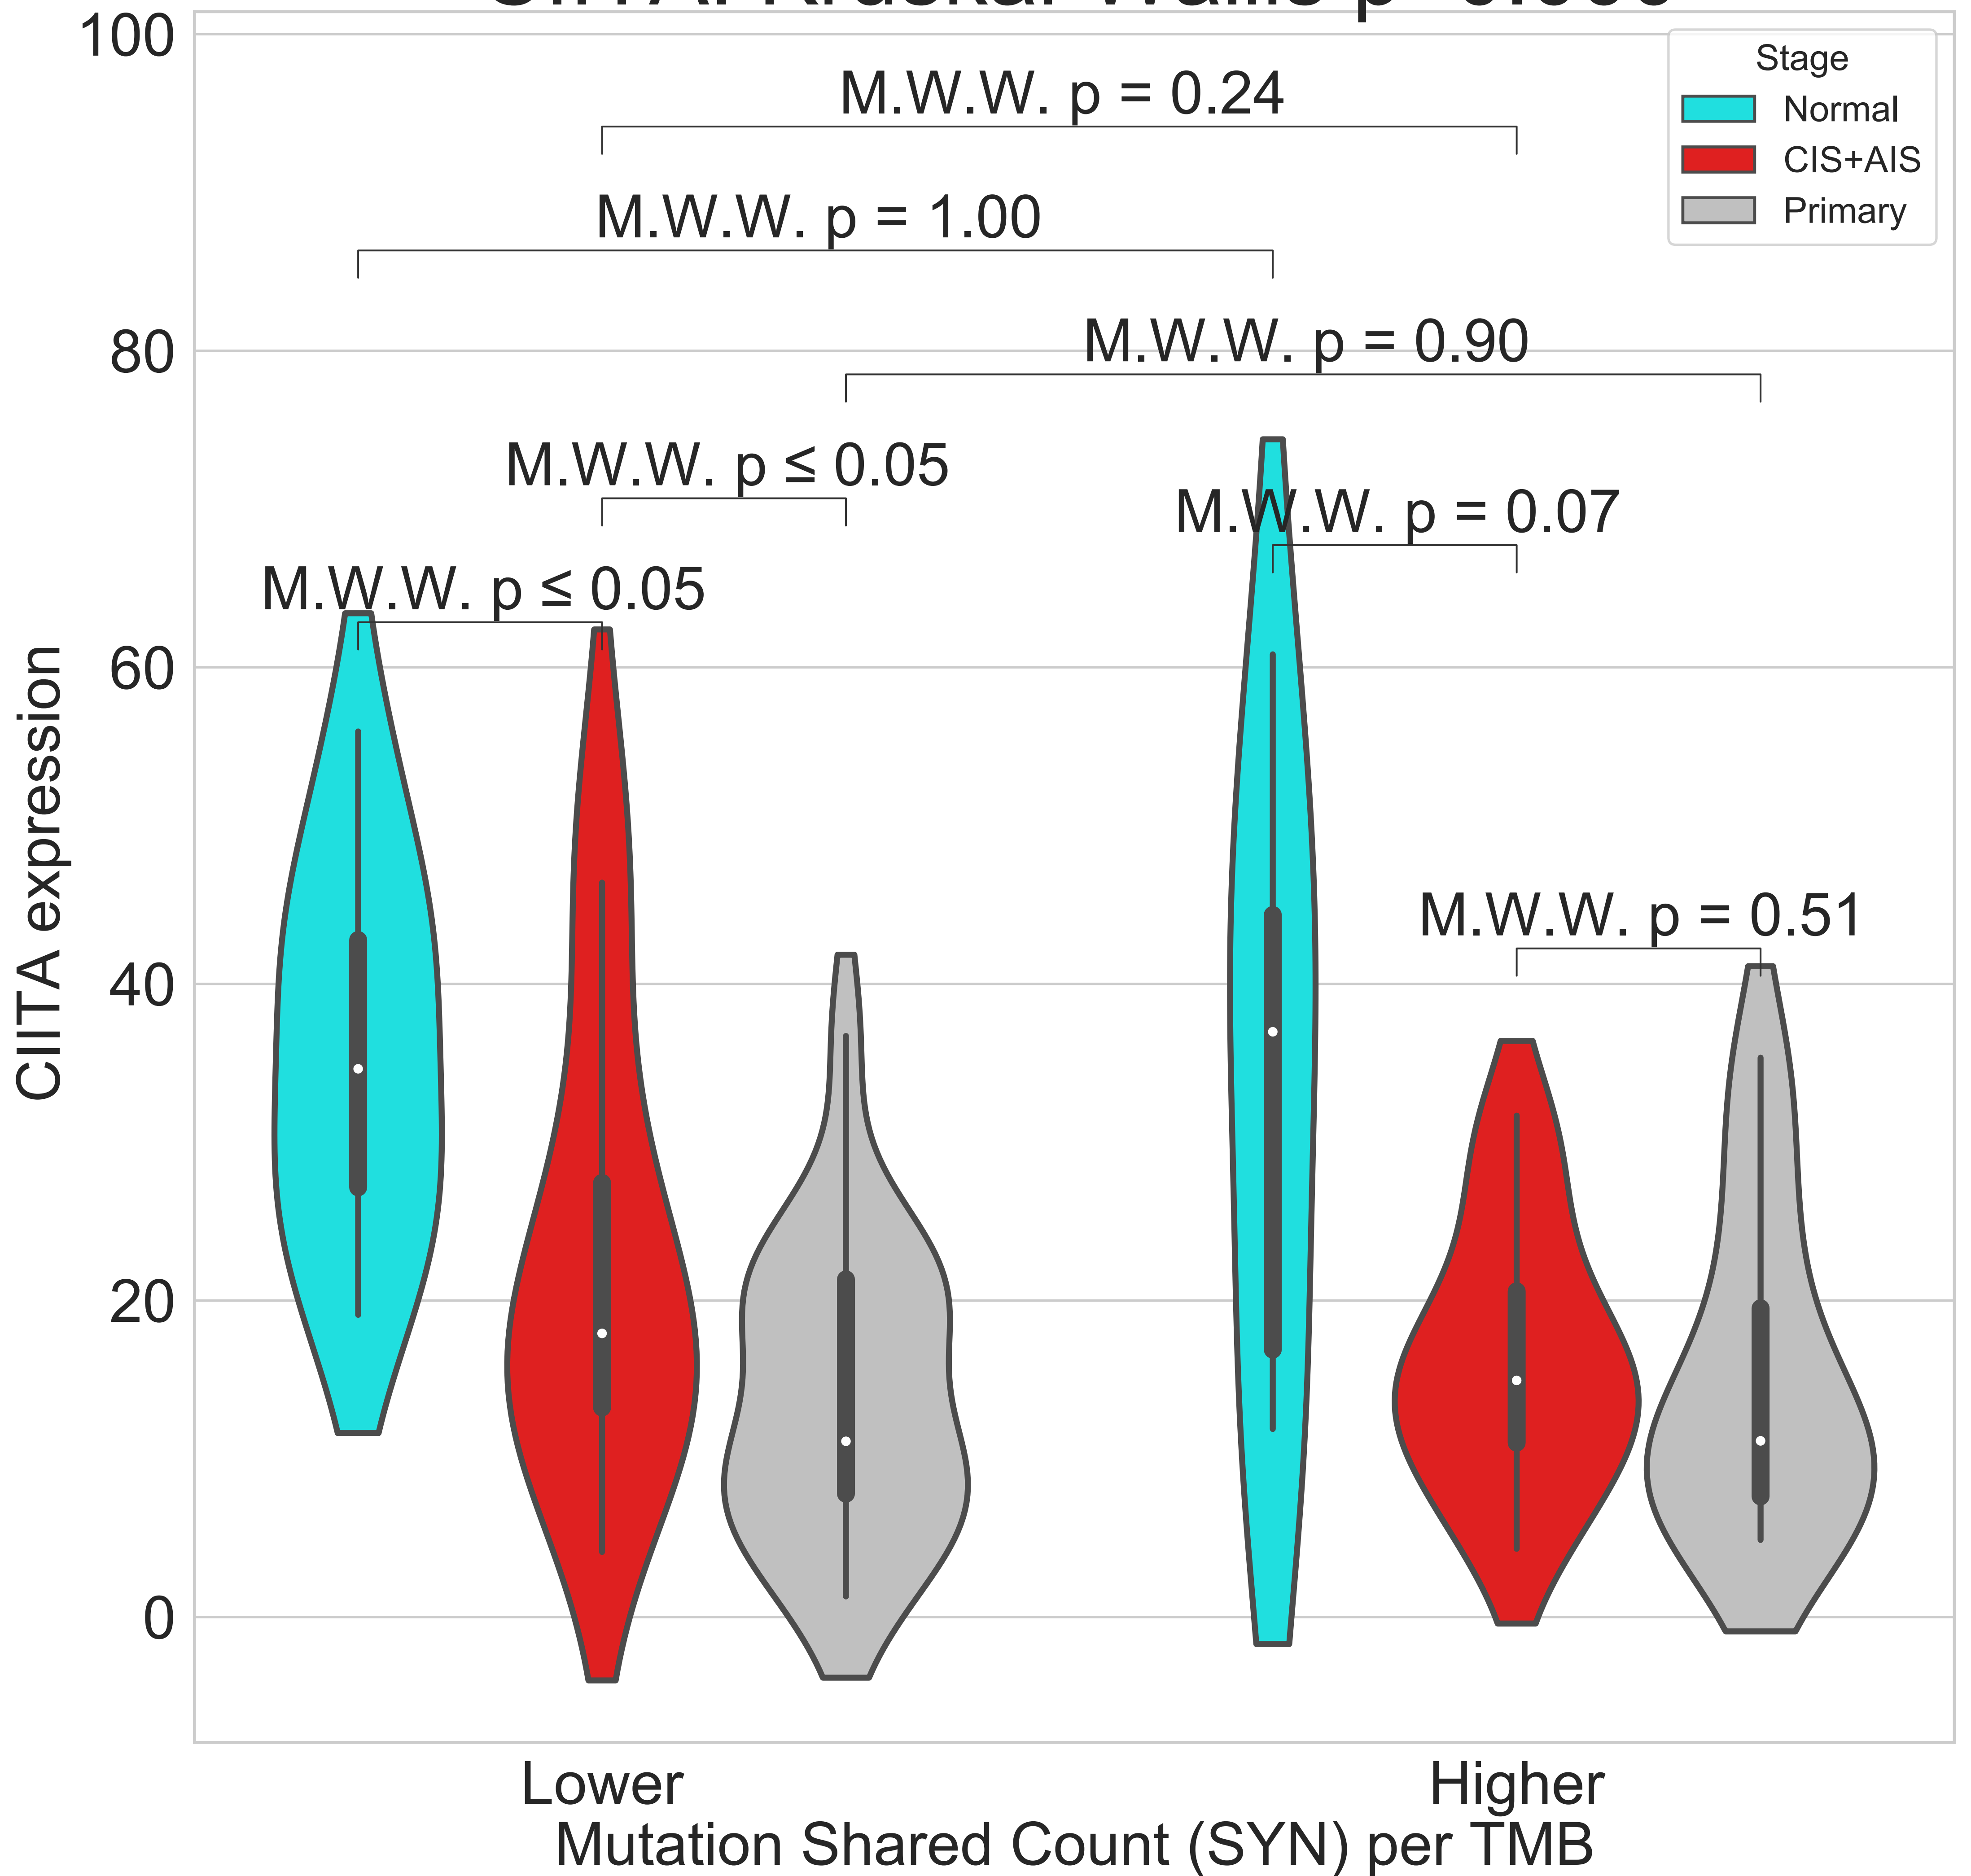 100
M.W.W. p = 0.24
Stage
Normal
CIS+AIS
Primary
M.W.W. p = 1.00
M.W.W. p = 0.90
80
M.W.W. p ≤ 0.05
M.W.W. p = 0.07
M.W.W. p ≤ 0.05
60
CIITA expression
M.W.W. p = 0.51
40
20
0
Lower
Higher
Mutation Shared Count (SYN) per TMB